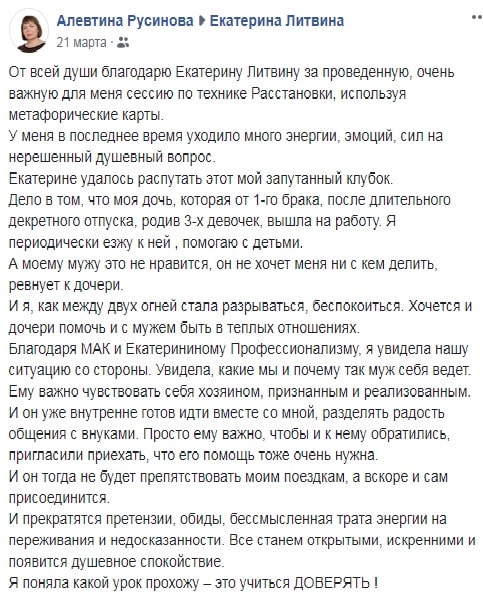 Алевтина Русинова ▸ Екатерина Литвина
21 марта ·
От всей души благодарю Екатерину Литвину за проведенную, очень
важную для меня сессию по технике Расстановки, используя
метафорические карты.
У меня в последнее время уходило много энергии, эмоций, сил на
нерешенный душевный вопрос.
Екатерине удалось распутать этот мой запутанный клубок.
Дело в том, что моя дочь, которая от 1-го брака, после длительного
декретного отпуска, родив 3-х девочек, вышла на работу. Я
периодически езжу к ней , помогаю с детьми.
А моему мужу это не нравится, он не хочет меня ни с кем делить,
ревнует к дочери.
И я, как между двух огней стала разрываться, беспокоиться. Хочется и
дочери помочь и с мужем быть в теплых отношениях.
Благодаря МАК и Екатерининому Профессионализму, я увидела нашу
ситуацию со стороны. Увидела, какие мы и почему так муж себя ведет.
Ему важно чувствовать себя хозяином, признанным и реализованным.
И он уже внутренне готов идти вместе со мной, разделять радость
общения с внуками. Просто ему важно, чтобы и к нему обратились,
пригласили приехать, что его помощь тоже очень нужна.
И он тогда не будет препятствовать моим поездкам, а вскоре и сам
присоединится.
И прекратятся претензии, обиды, бессмысленная трата энергии на
переживания и недосказанности. Все станем открытыми, искренними и
появится душевное спокойствие.
Я поняла какой урок прохожу – это учиться ДОВЕРЯТЬ !